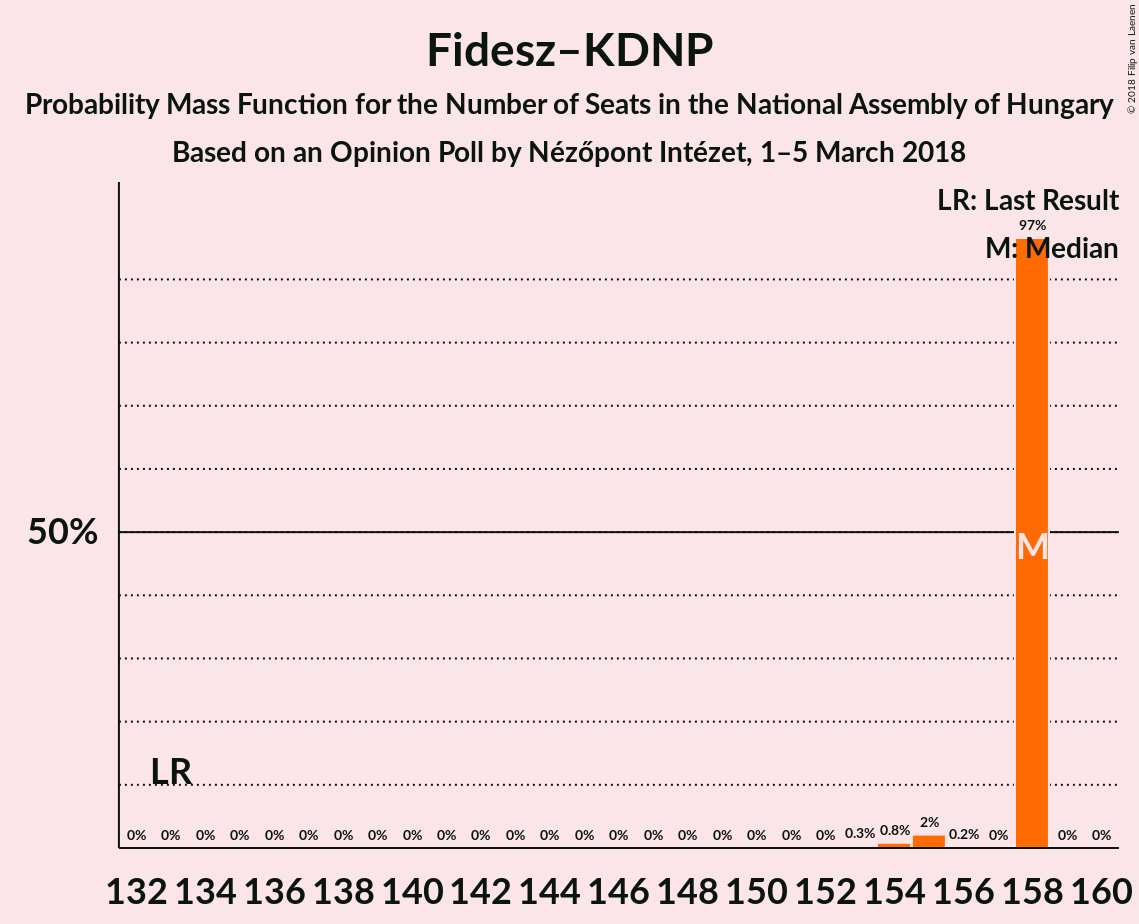 Fidesz–KDNP
Probability Mass Function for the Number of Seats in the National Assembly of Hungary
Based on an Opinion Poll by Nézőpont Intézet, 1–5 March 2018
© 2018 Filip van Laenen
LR: Last Result
97%
M: Median
50%
M
LR
0% 0% 0% 0% 0% 0% 0% 0% 0% 0% 0% 0% 0% 0% 0% 0% 0% 0% 0% 0% 0% 0.3% 0.8% 2% 0.2% 0% 0% 0%
132 134 136 138 140 142 144 146 148 150 152 154 156 158 160